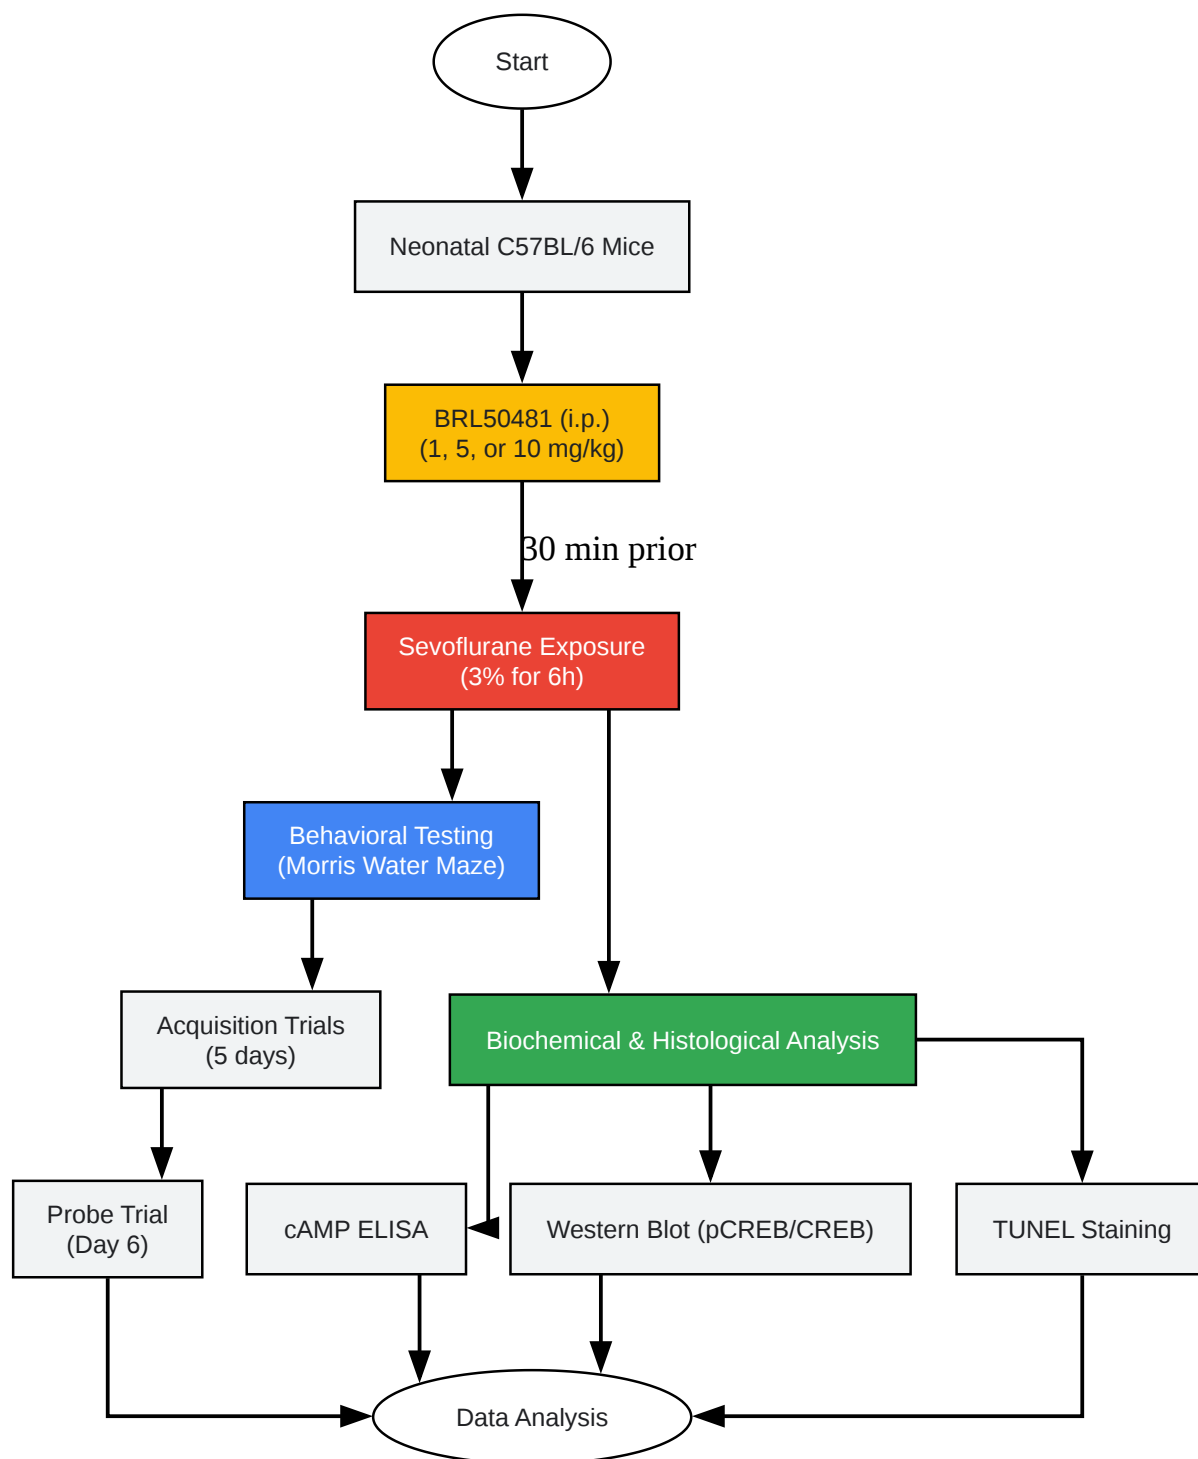 Start
Neonatal C57BL/6 Mice
BRL50481 (i.p.)
(1, 5, or 10 mg/kg)
30 min prior
Sevoflurane Exposure
(3% for 6h)
Behavioral Testing
(Morris Water Maze)
Acquisition Trials
(5 days)
Biochemical & Histological Analysis
Probe Trial
(Day 6)
cAMP ELISA
Western Blot (pCREB/CREB)
TUNEL Staining
Data Analysis